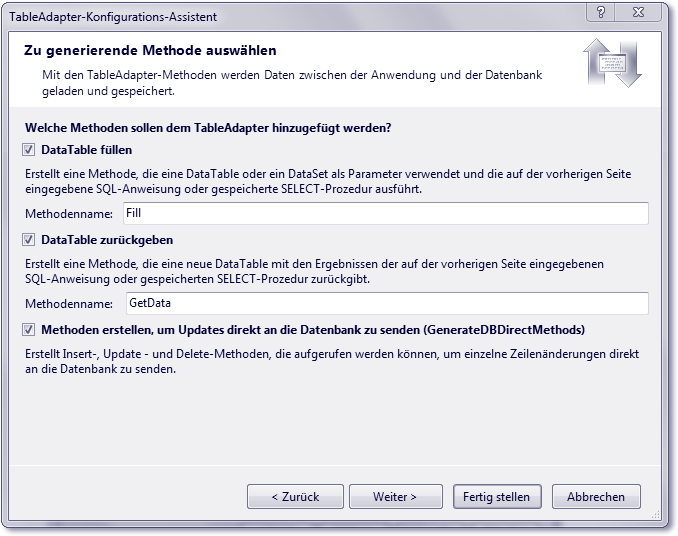 TableAdapter-Konfigurations-Assistent
Zu generierende Methode auswählen
Mit den TableAdapter-Methoden werden Daten zwischen der Anwendung und der Datenbank
geladen und gespeichert.
Welche Methoden sollen dem TableAdapter hinzugefügt werden?
DataTable füllen
Erstellt eine Methode, die eine DataTable oder ein DataSet als Parameter verwendet und die auf der vorherigen Seite
eingegebene SQL-Anweisung oder gespeicherte SELECT-Prozedur ausführt.
Methodenname: Fill
DataTable zurückgeben
Erstellt eine Methode, die eine neue DataTable mit den Ergebnissen der auf der vorherigen Seite eingegebenen
SQL-Anweisung oder gespeicherten SELECT-Prozedur zurückgibt.
Methodenname: GetData
Methoden erstellen, um Updates direkt an die Datenbank zu senden (GenerateDBDirectMethods)
Erstellt Insert-, Update - und Delete-Methoden, die aufgerufen werden können, um einzelne Zeilenänderungen direkt
an die Datenbank zu senden.
< Zurück Weiter > Fertig stellen Abbrechen